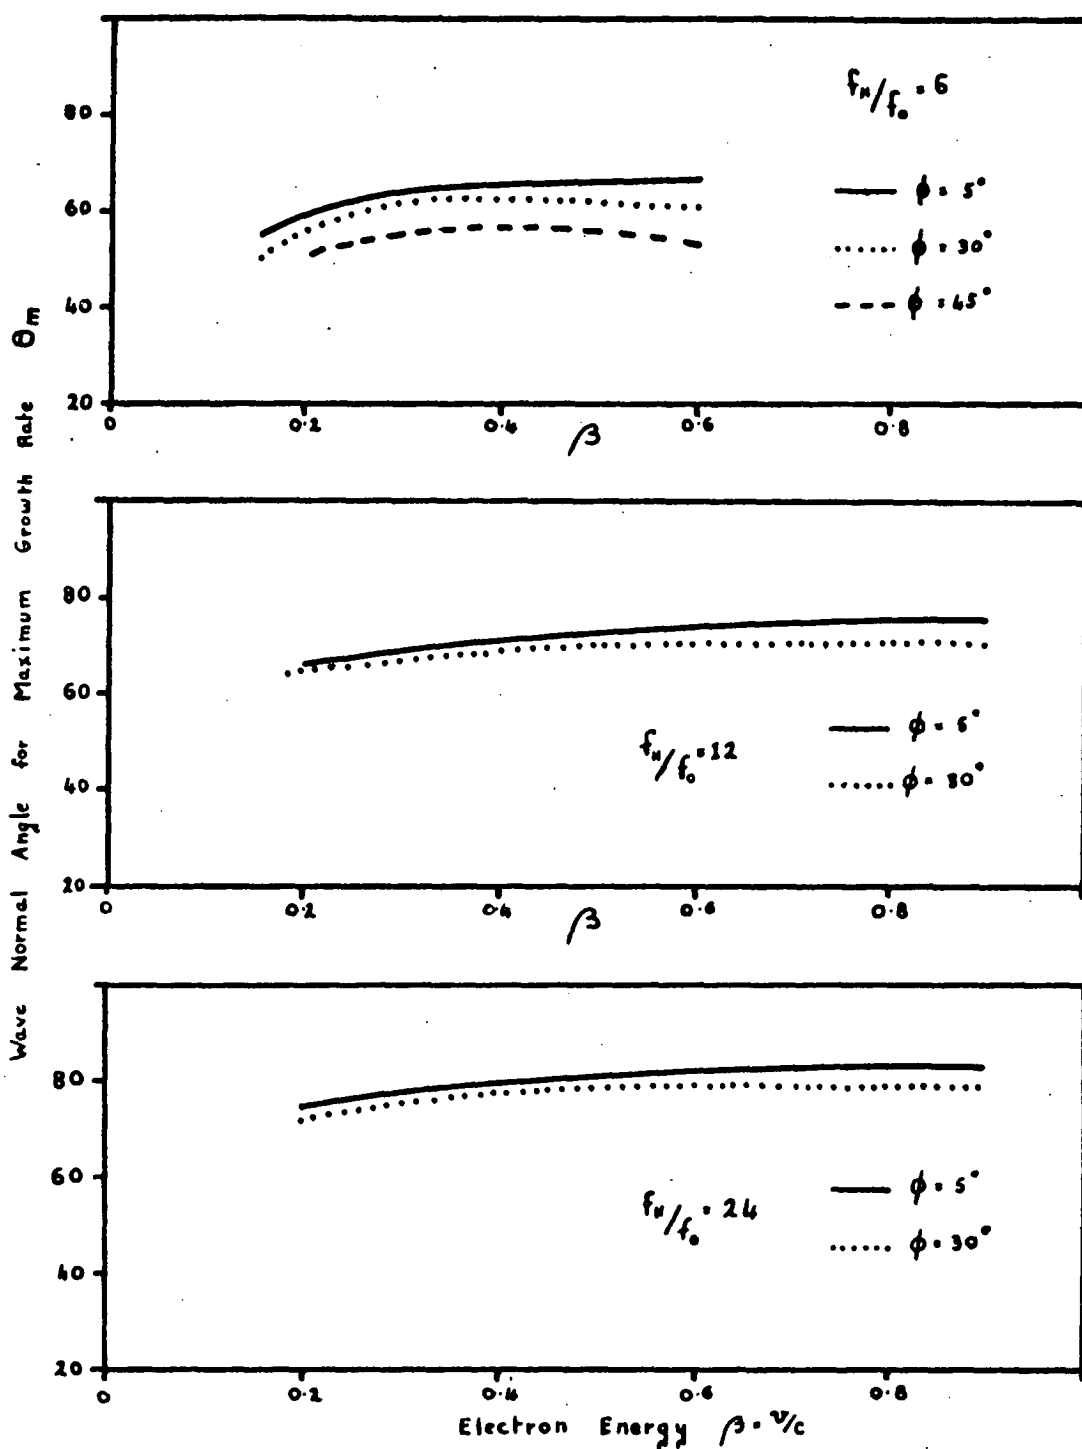 Wave Normal Angle for Maximum Growth Rate θm
fH/fo = 6
80
60
40
20
φ = 5°
φ = 30°
φ = 45°
0 0.2 0.4 β 0.6 0.8
80
60
40
20
fH/fo = 12
φ = 5°
φ = 30°
0 0.2 0.4 β 0.6 0.8
80
60
40
20
fH/fo = 24
φ = 5°
φ = 30°
0 0.2 0.4 0.6 0.8
Electron Energy β = v/c